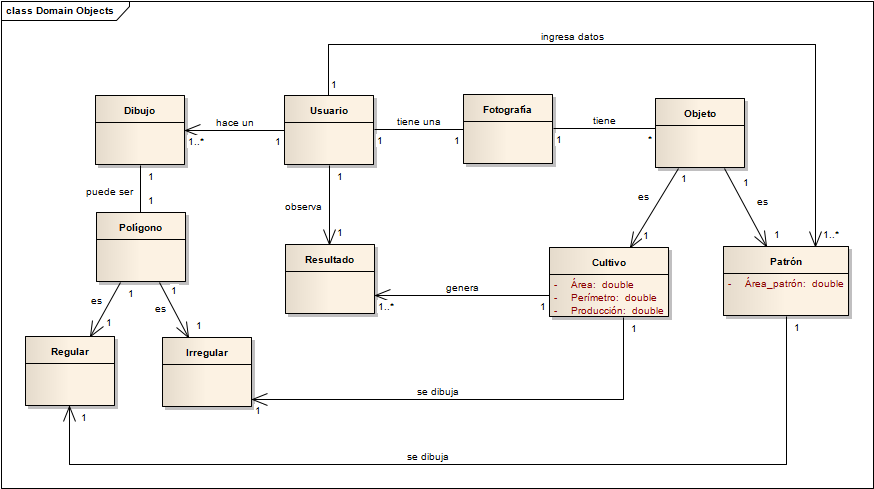 class Domain Objects
ingresa datos
1
Dibujo
hace un
1..*
1
Usuario
1
tiene una
1
Fotografía
1
tiene
*
Objeto
1
puede ser
1
1
observa
1
1
es
1
1
es
1
1..*
Polígono
1
1
es
1
es
1
Resultado
1..*
genera
1
Cultivo
- Área: double
- Perímetro: double
- Producción: double
1
Patrón
- Área_patrón: double
1
Regular
1
Irregular
1
se dibuja
se dibuja